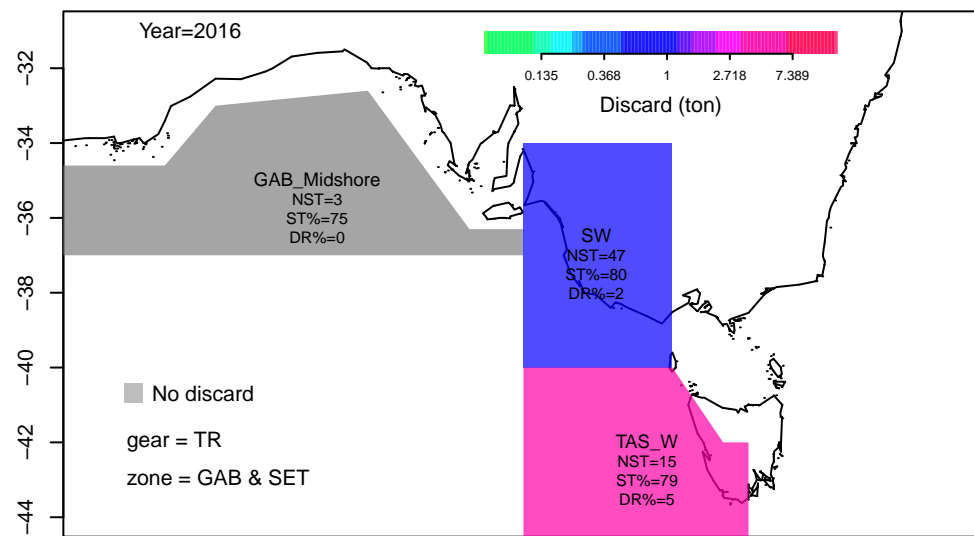 Year=2016
0.135 0.368 1 2.718 7.389
Discard (ton)
−32
−34
−36
−38
−40
−42
−44
GAB_Midshore
NST=3
ST%=75
DR%=0
SW
NST=47
ST%=80
DR%=2
No discard
gear = TR
zone = GAB & SET
TAS_W
NST=15
ST%=79
DR%=5